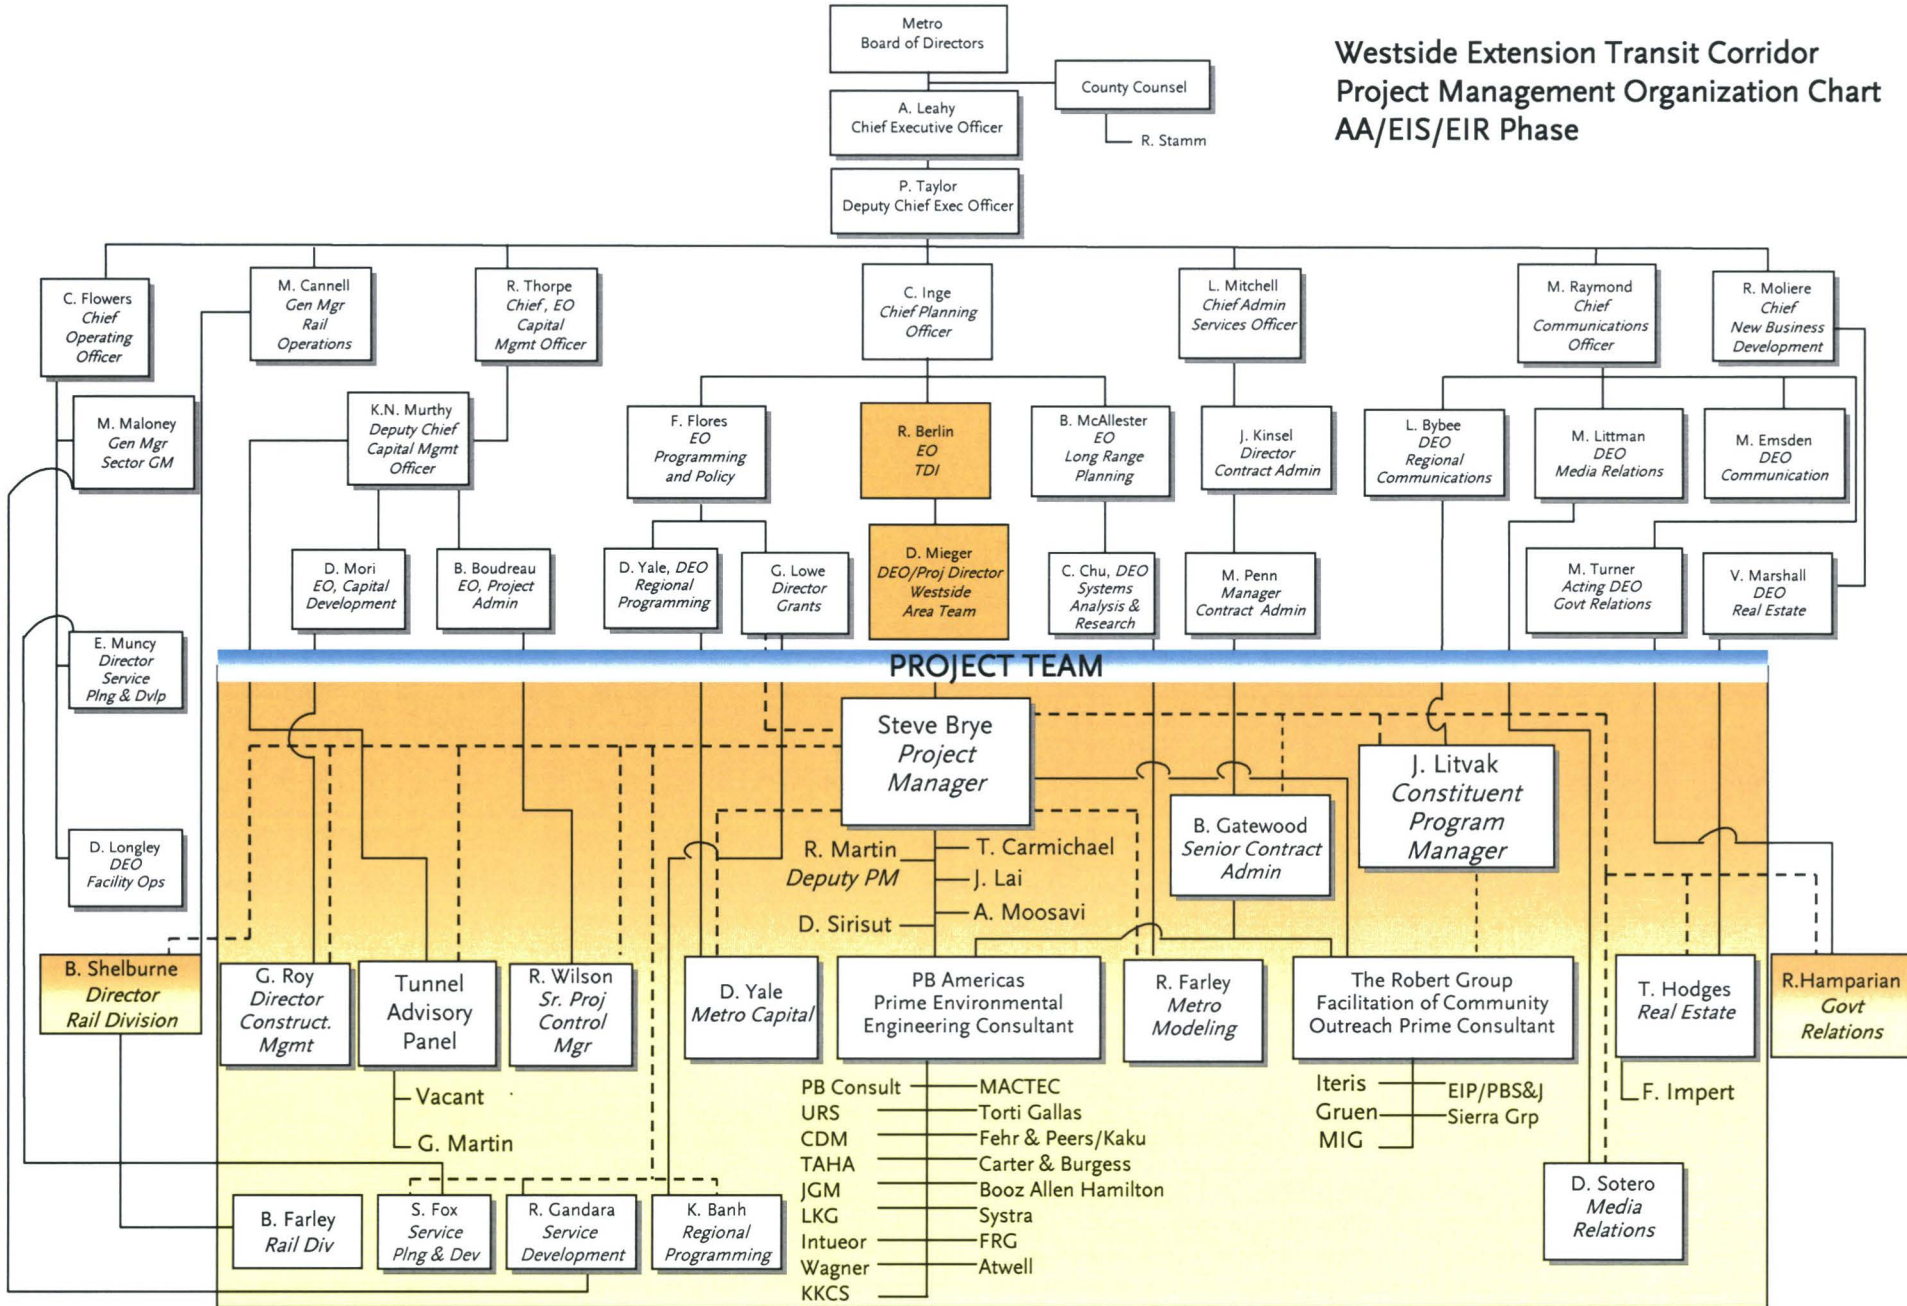 Westside Extension Transit Corridor
Project Management Organization Chart
AA/EIS/EIR Phase
Metro
Board of Directors
County Counsel
R. Stamm
A. Leahy
Chief Executive Officer
P. Taylor
Deputy Chief Exec Officer
C. Flowers
Chief
Operating
Officer
M. Cannell
Gen Mgr
Rail
Operations
R. Thorpe
Chief, EO
Capital
Mgmt Officer
C. Inge
Chief Planning
Officer
L. Mitchell
Chief Admin
Services Officer
M. Raymond
Chief
Communications
Officer
R. Moliere
Chief
New Business
Development
M. Maloney
Gen Mgr
Sector GM
K.N. Murthy
Deputy Chief
Capital Mgmt
Officer
F. Flores
EO
Programming
and Policy
R. Berlin
EO
TDI
B. McAllester
EO
Long Range
Planning
J. Kinsel
Director
Contract Admin
L. Bybee
DEO
Regional
Communications
M. Littman
DEO
Media Relations
M. Emsden
DEO
Communication
D. Mori
EO, Capital
Development
B. Boudreau
EO, Project
Admin
D. Yale, DEO
Regional
Programming
G. Lowe
Director
Grants
D. Mieger
DEO/Proj Director
Westside
Area Team
C. Chu, DEO
Systems
Analysis &
Research
M. Penn
Manager
Contract Admin
M. Turner
Acting DEO
Govt Relations
V. Marshall
DEO
Real Estate
E. Muncy
Director
Service
Plng & Dvlp
D. Longley
DEO
Facility Ops
PROJECT TEAM
Steve Brye
Project
Manager
J. Litvak
Constituent
Program
Manager
B. Gatewood
Senior Contract
Admin
R. Martin
Deputy PM
D. Sirisut
T. Carmichael
J. Lai
A. Moosavi
B. Shelburne
Director
Rail Division
G. Roy
Director
Construct.
Mgmt
Tunnel
Advisory
Panel
Vacant
G. Martin
R. Wilson
Sr. Proj
Control
Mgr
D. Yale
Metro Capital
PB Americas
Prime Environmental
Engineering Consultant
R. Farley
Metro
Modeling
The Robert Group
Facilitation of Community
Outreach Prime Consultant
T. Hodges
Real Estate
F. Impert
R.Hamparian
Govt
Relations
PB Consult
URS
CDM
TAHA
JGM
LKG
Intueor
Wagner
KKCS
MACTEC
Torti Gallas
Fehr & Peers/Kaku
Carter & Burgess
Booz Allen Hamilton
Systra
FRG
Atwell
Iteris
Gruen
MIG
EIP/PBS&J
Sierra Grp
B. Farley
Rail Div
S. Fox
Service
Plng & Dev
R. Gandara
Service
Development
K. Banh
Regional
Programming
D. Sotero
Media
Relations